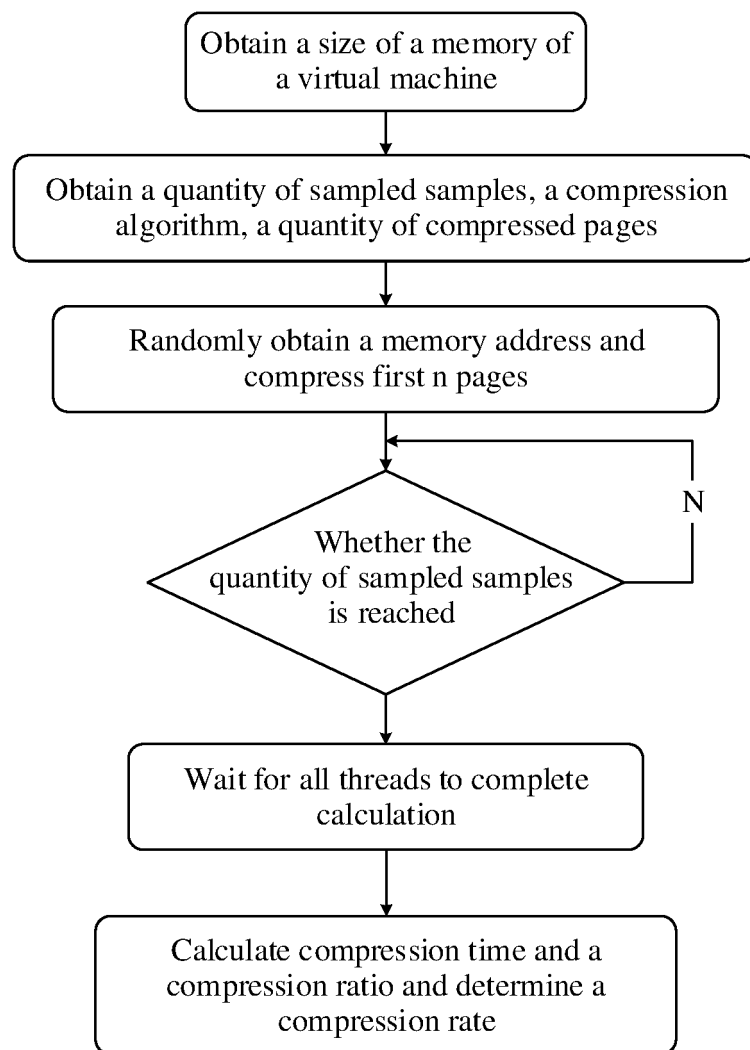 Obtain a size of a memory of
a virtual machine
Obtain a quantity of sampled samples, a compression
algorithm, a quantity of compressed pages
Randomly obtain a memory address and
compress first n pages
N
Whether the
quantity of sampled samples
is reached
Wait for all threads to complete
calculation
Calculate compression time and a
compression ratio and determine a
compression rate